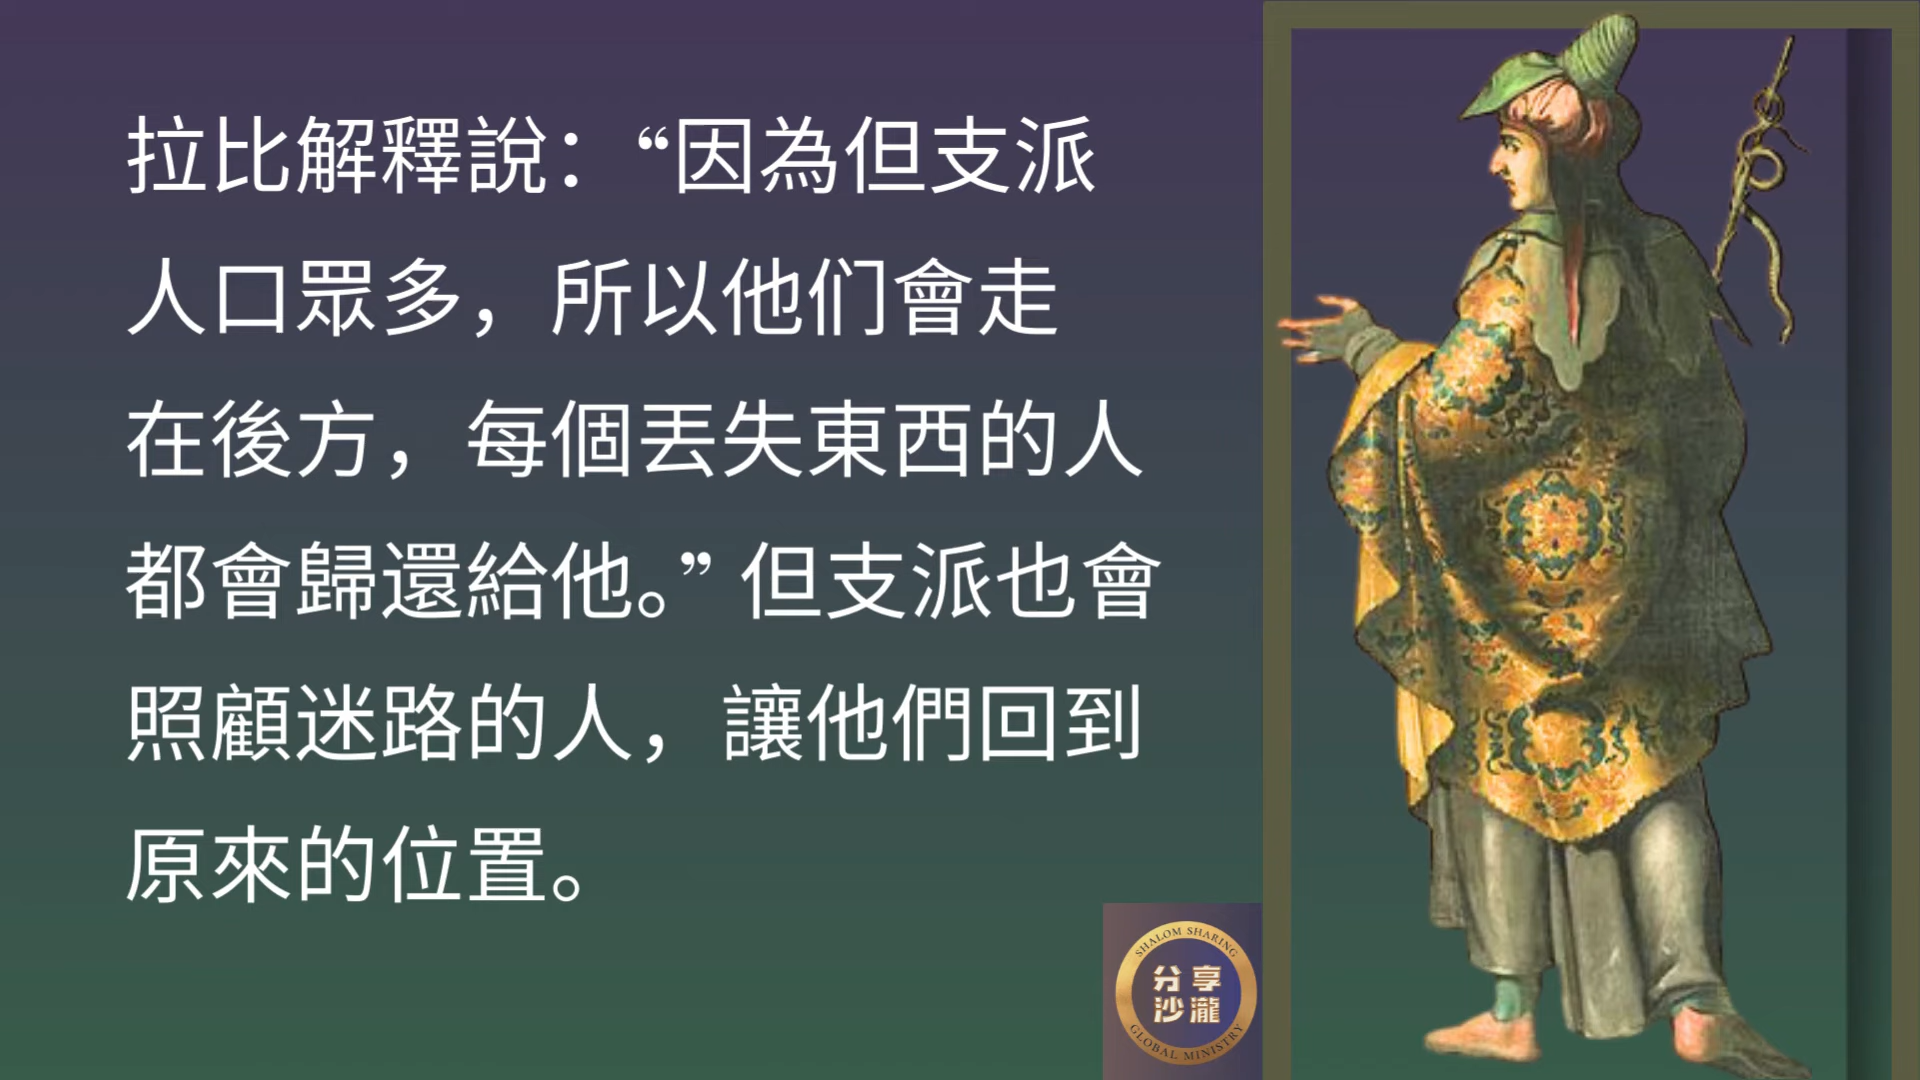 拉比解釋說：“因為但支派
人口眾多，所以他们會走
在後方，每個丟失東西的人
都會歸還給他。”但支派也會
照顧迷路的人，讓他們回到
原來的位置。
SHALOM SHARING
分享
沙瀧
GLOBAL MINISTRY